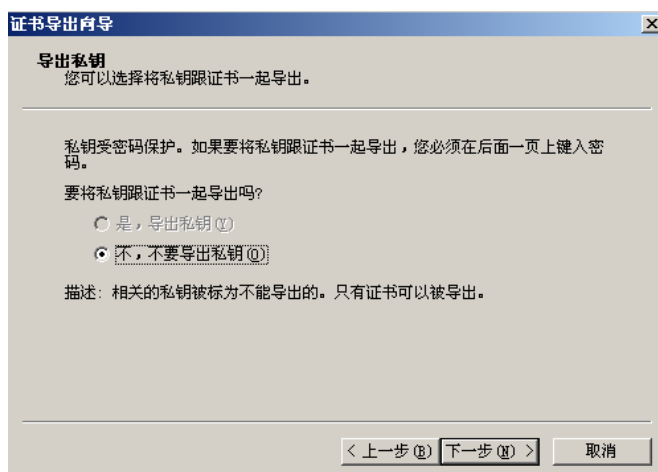 证书导出向导
导出私钥
您可以选择将私钥跟证书一起导出。
私钥受密码保护。如果要将私钥跟证书一起导出，您必须在后面一页上键入密
码。
要将私钥跟证书一起导出吗?
是，导出私钥(Y)
不，不要导出私钥(O)
描述: 相关的私钥被标为不能导出的。只有证书可以被导出。
< 上一步(B) 下一步(N) > 取消